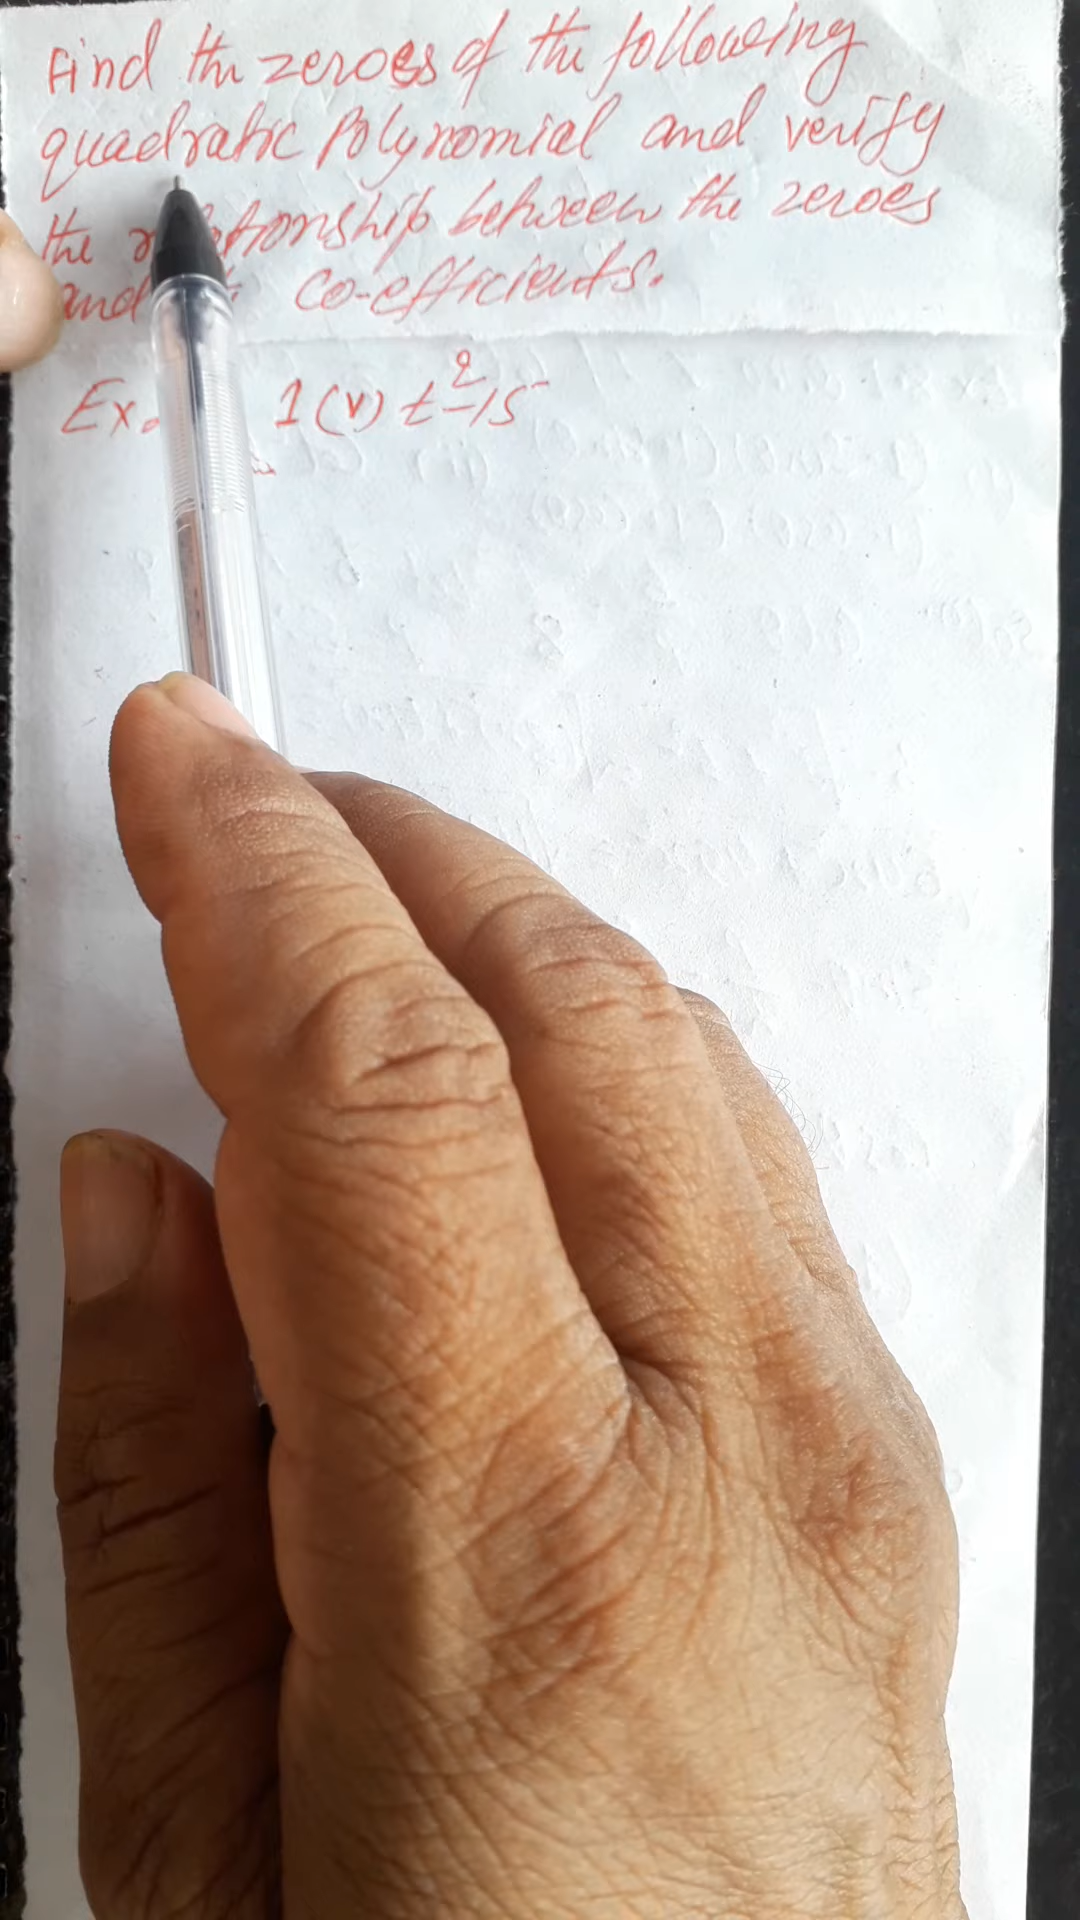 Find the zeroes of the following
quadratic Polynomial and verify
the relationship between the zeroes
and co-efficients.
Ex. 1 (v) t²-15